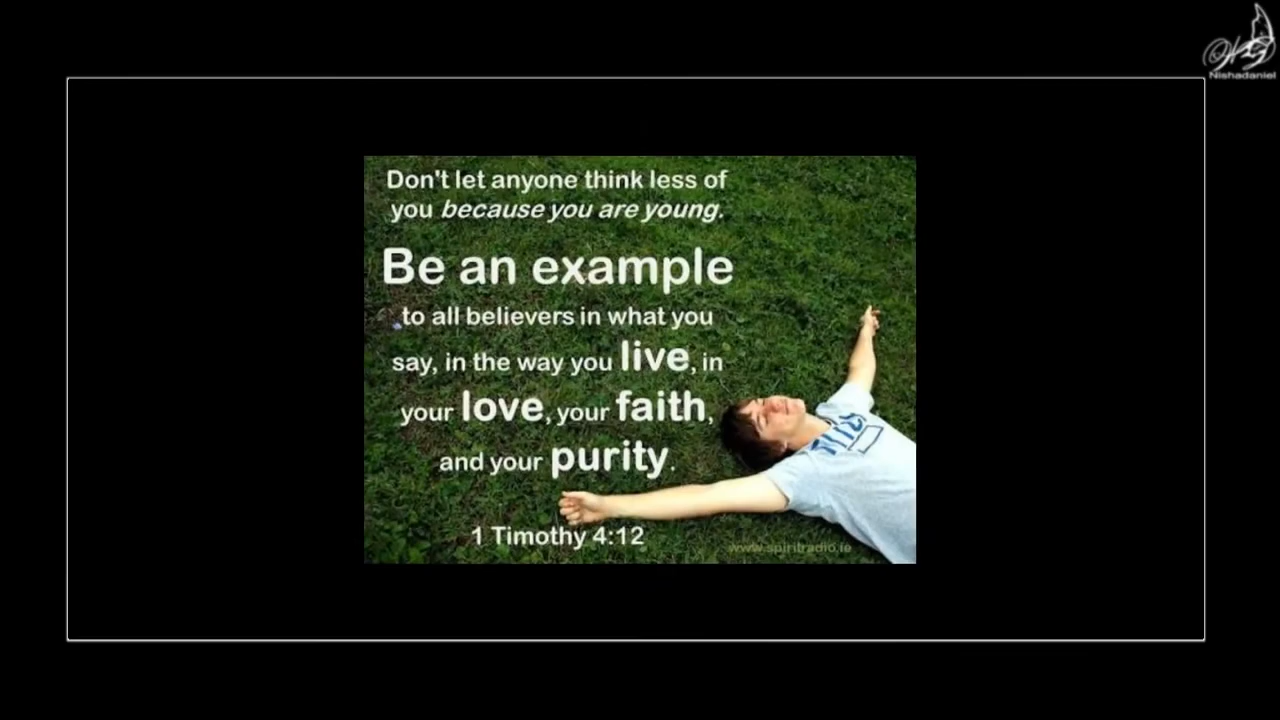 Nishadaniel
Don't let anyone think less of
you because you are young.
Be an example
to all believers in what you
say, in the way you live, in
your love, your faith,
and your purity.
1 Timothy 4:12
www.spiritradio.ie